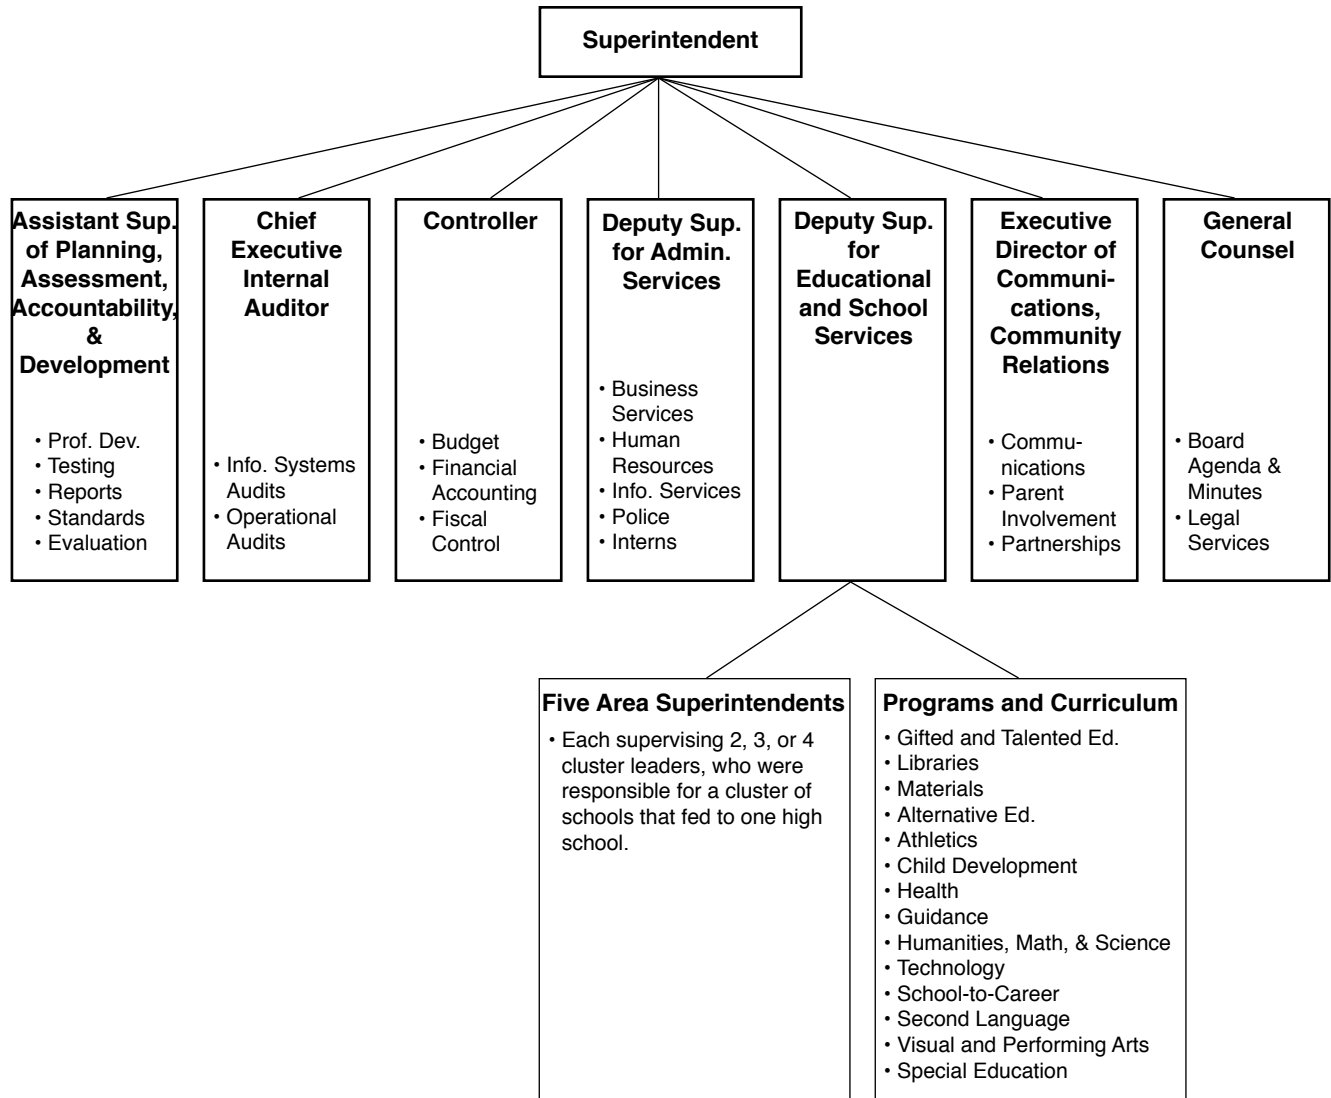 Superintendent
Assistant Sup.
of Planning,
Assessment,
Accountability,
&
Development
• Prof. Dev.
• Testing
• Reports
• Standards
• Evaluation
Chief
Executive
Internal
Auditor
• Info. Systems
Audits
• Operational
Audits
Controller
• Budget
• Financial
Accounting
• Fiscal
Control
Deputy Sup.
for Admin.
Services
• Business
Services
• Human
Resources
• Info. Services
• Police
• Interns
Deputy Sup.
for
Educational
and School
Services
Executive
Director of
Communi-
cations,
Community
Relations
• Commu-
nications
• Parent
Involvement
• Partnerships
General
Counsel
• Board
Agenda &
Minutes
• Legal
Services
Five Area Superintendents
• Each supervising 2, 3, or 4
cluster leaders, who were
responsible for a cluster of
schools that fed to one high
school.
Programs and Curriculum
• Gifted and Talented Ed.
• Libraries
• Materials
• Alternative Ed.
• Athletics
• Child Development
• Health
• Guidance
• Humanities, Math, & Science
• Technology
• School-to-Career
• Second Language
• Visual and Performing Arts
• Special Education